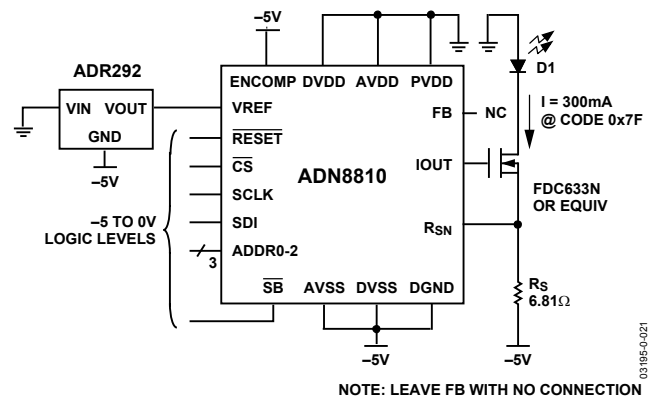 –5V
ADR292
VIN VOUT
GND
–5V
ENCOMP DVDD AVDD PVDD
VREF
RESET
CS
SCLK
SDI
ADDR0-2
3
SB AVSS DVSS DGND
ADN8810
FB NC
IOUT
RSN
–5 TO 0V
LOGIC LEVELS
D1
I = 300mA
@ CODE 0x7F
FDC633N
OR EQUIV
RS
6.81Ω
–5V
–5V
NOTE: LEAVE FB WITH NO CONNECTION
03195-0-021